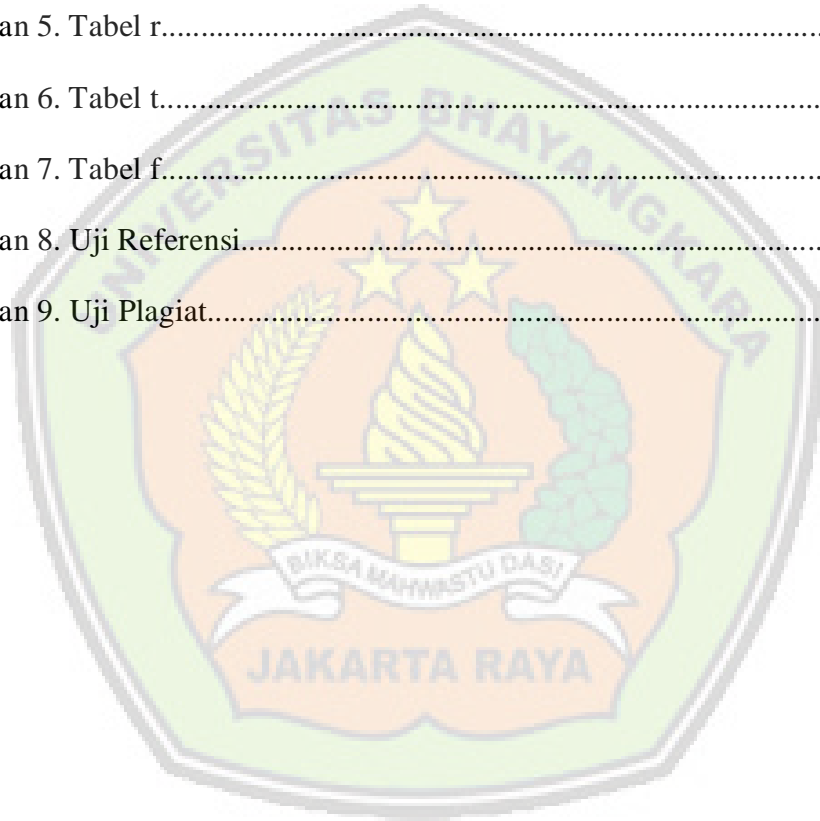 an 5. Tabel r..................................................................................
an 6. Tabel t..................................................................................
an 7. Tabel f..................................................................................
an 8. Uji Referensi........................................................................
an 9. Uji Plagiat............................................................................
UNIVERSITAS BHAYANGKARA
BIKSA MAHWASTU DASI
JAKARTA RAYA